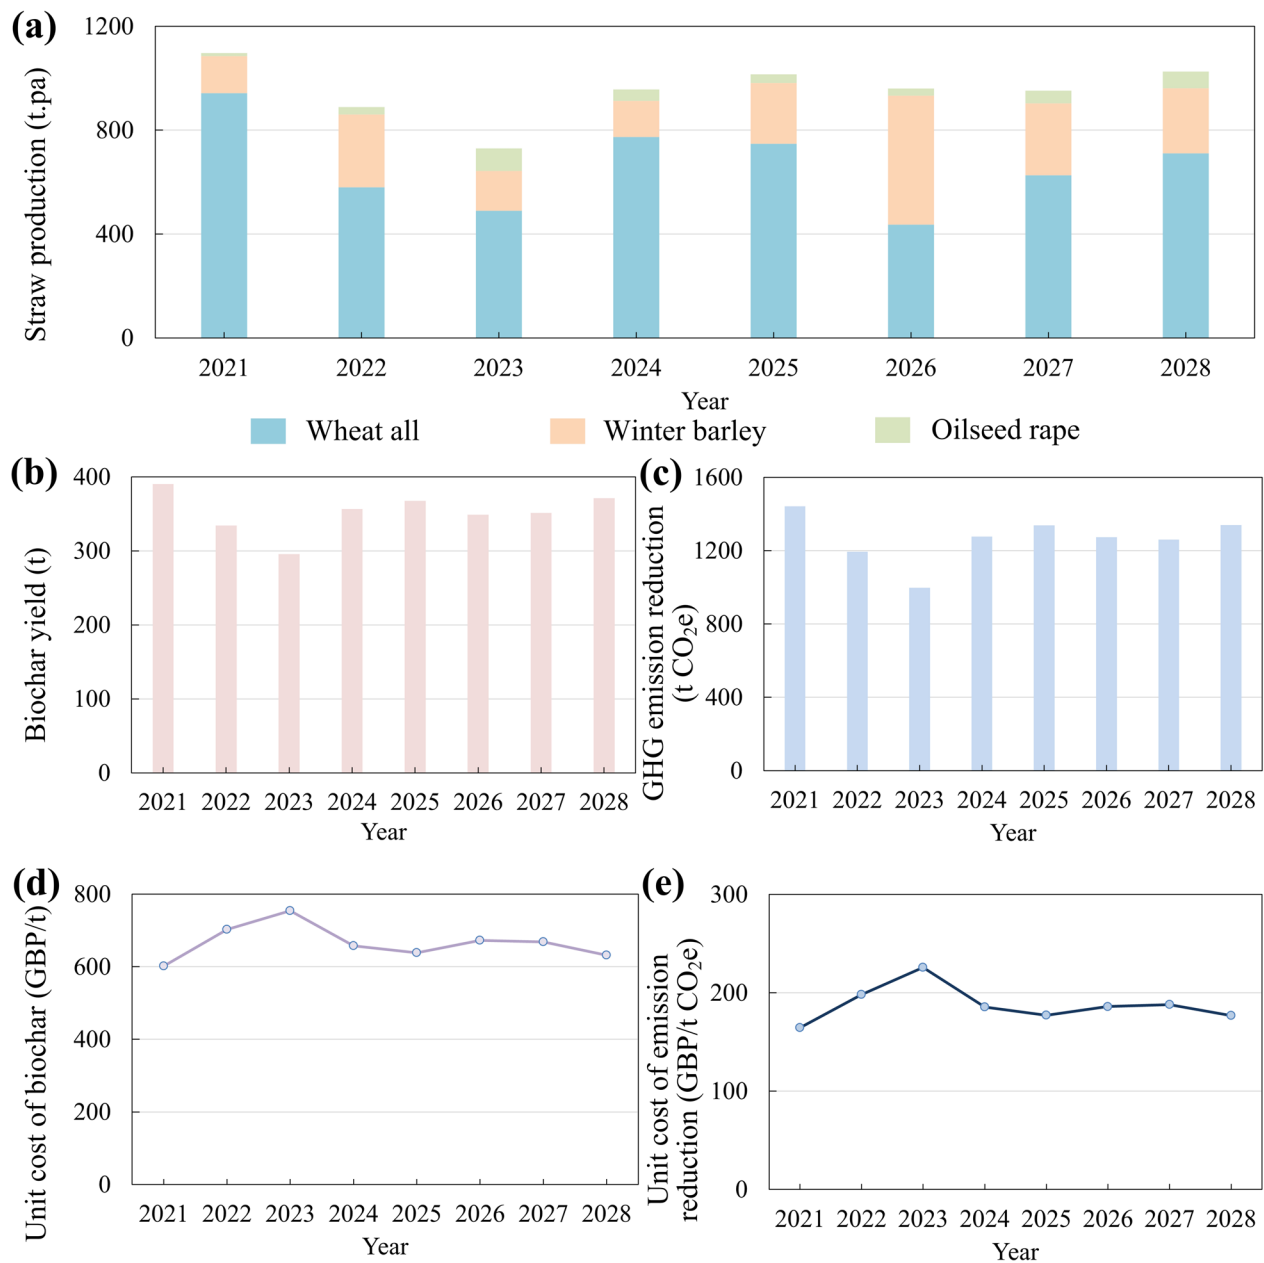 (a)
Straw production (t.pa)
1200
800
400
0
2021 2022 2023 2024 2025 2026 2027 2028
Year
Wheat all Winter barley Oilseed rape
(b)
Biochar yield (t)
400
300
200
100
0
2021 2022 2023 2024 2025 2026 2027 2028
Year
(c)
GHG emission reduction
(t CO₂e)
1600
1200
800
400
0
2021 2022 2023 2024 2025 2026 2027 2028
Year
(d)
Unit cost of biochar (GBP/t)
800
600
400
200
0
2021 2022 2023 2024 2025 2026 2027 2028
Year
(e)
Unit cost of emission
reduction (GBP/t CO₂e)
300
200
100
0
2021 2022 2023 2024 2025 2026 2027 2028
Year